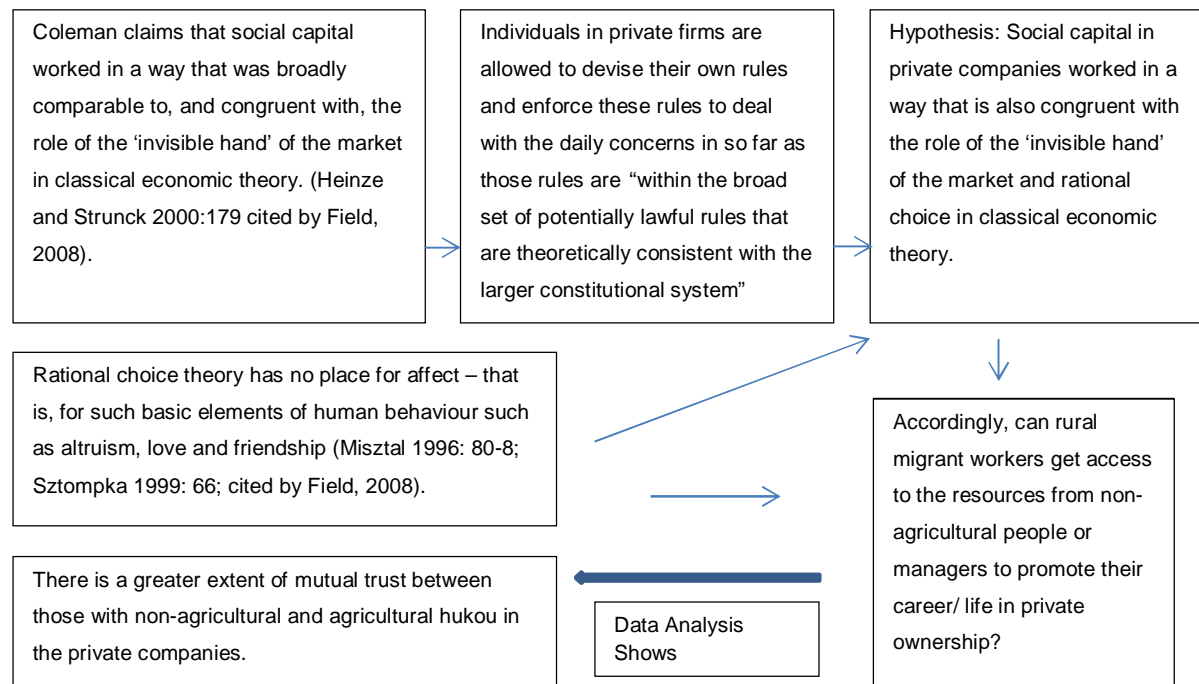 Coleman claims that social capital
worked in a way that was broadly
comparable to, and congruent with, the
role of the ‘invisible hand’ of the market
in classical economic theory. (Heinze
and Strunck 2000:179 cited by Field,
2008).
Individuals in private firms are
allowed to devise their own rules
and enforce these rules to deal
with the daily concerns in so far as
those rules are “within the broad
set of potentially lawful rules that
are theoretically consistent with the
larger constitutional system”
Hypothesis: Social capital in
private companies worked in a
way that is also congruent with
the role of the ‘invisible hand’
of the market and rational
choice in classical economic
theory.
Rational choice theory has no place for affect – that
is, for such basic elements of human behaviour such
as altruism, love and friendship (Misztal 1996: 80-8;
Sztompka 1999: 66; cited by Field, 2008).
Accordingly, can rural
migrant workers get access
to the resources from non-
agricultural people or
managers to promote their
career/ life in private
ownership?
There is a greater extent of mutual trust between
those with non-agricultural and agricultural hukou in
the private companies.
Data Analysis
Shows